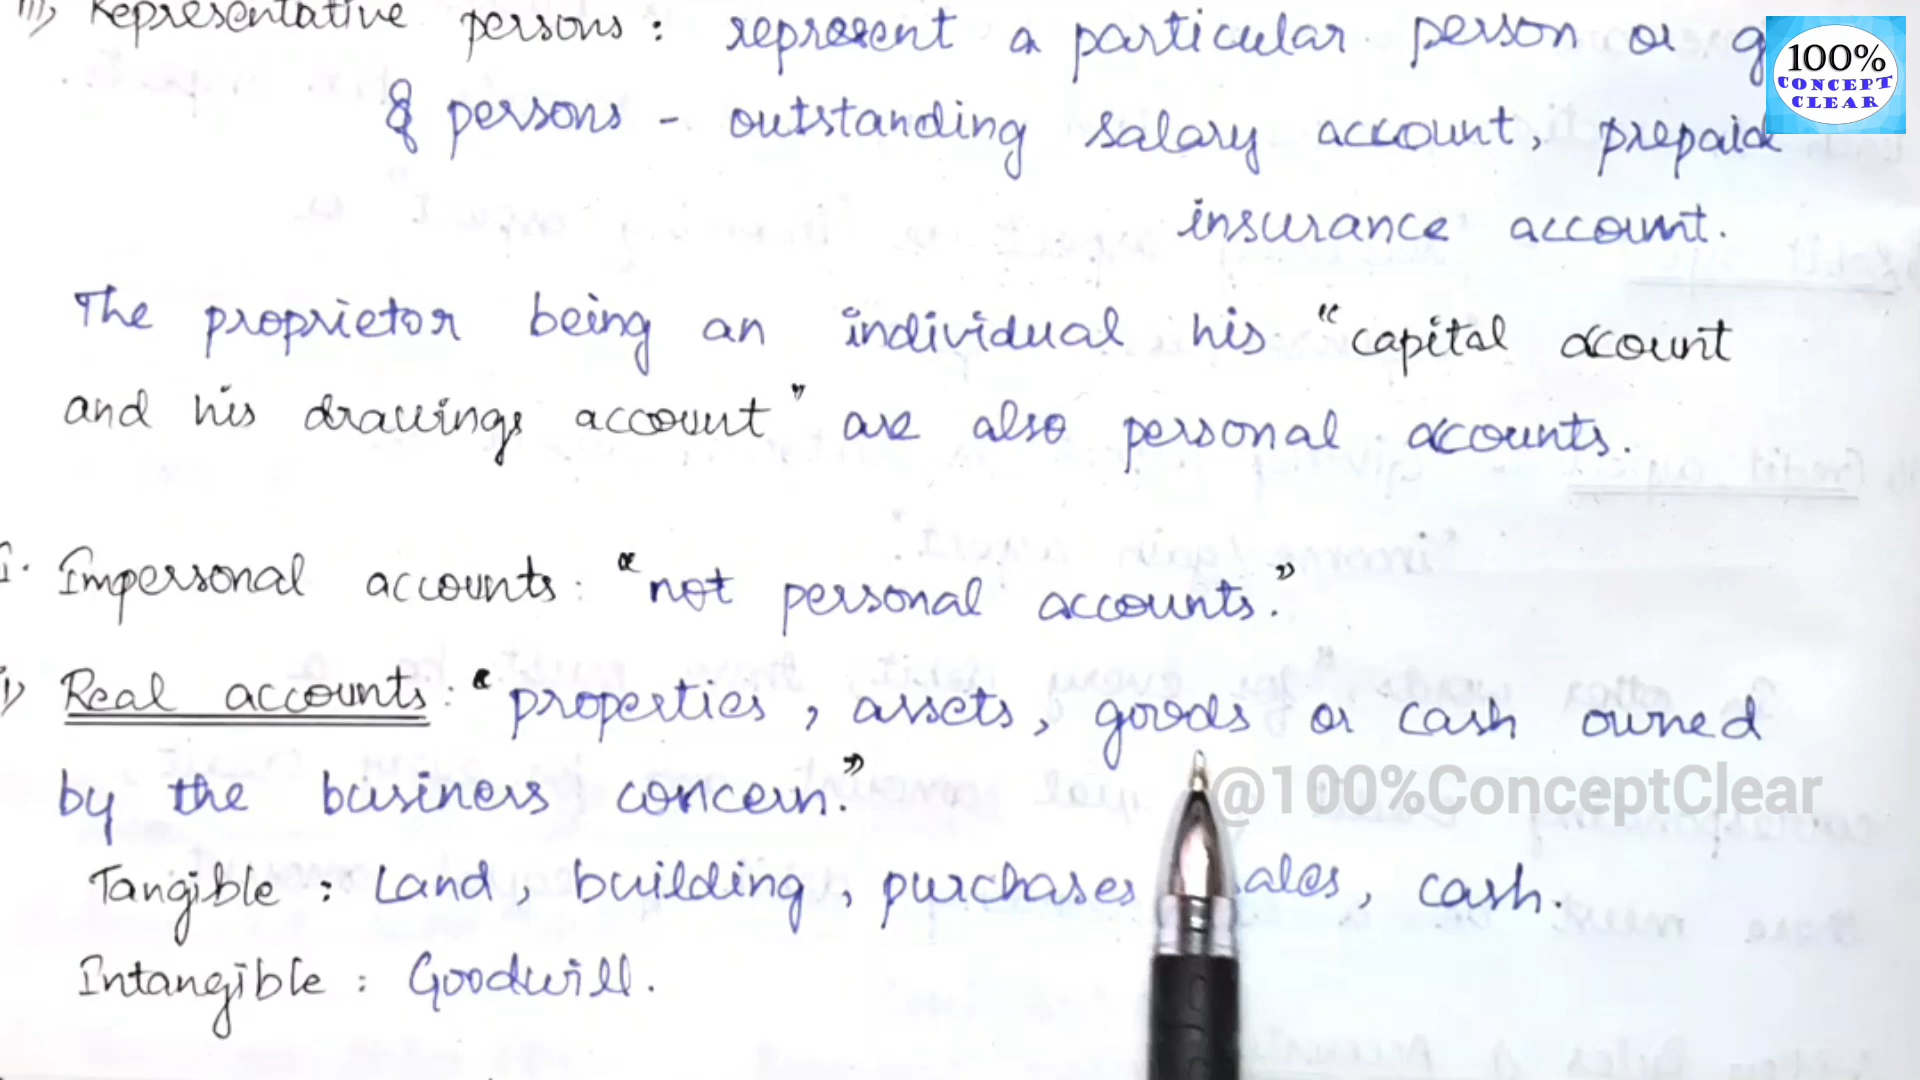 iii) Representative persons : represent a particular person or g
of persons - outstanding salary account, prepaid
insurance account.
The proprietor being an individual his "capital account
and his drawings account" are also personal accounts.
Impersonal accounts: "not personal accounts."
i) Real accounts: "properties, assets, goods or cash owned
by the business concern."
Tangible : Land, building, purchases sales, cash.
Intangible : Goodwill.
100%
CONCEPT
CLEAR
@100%ConceptClear